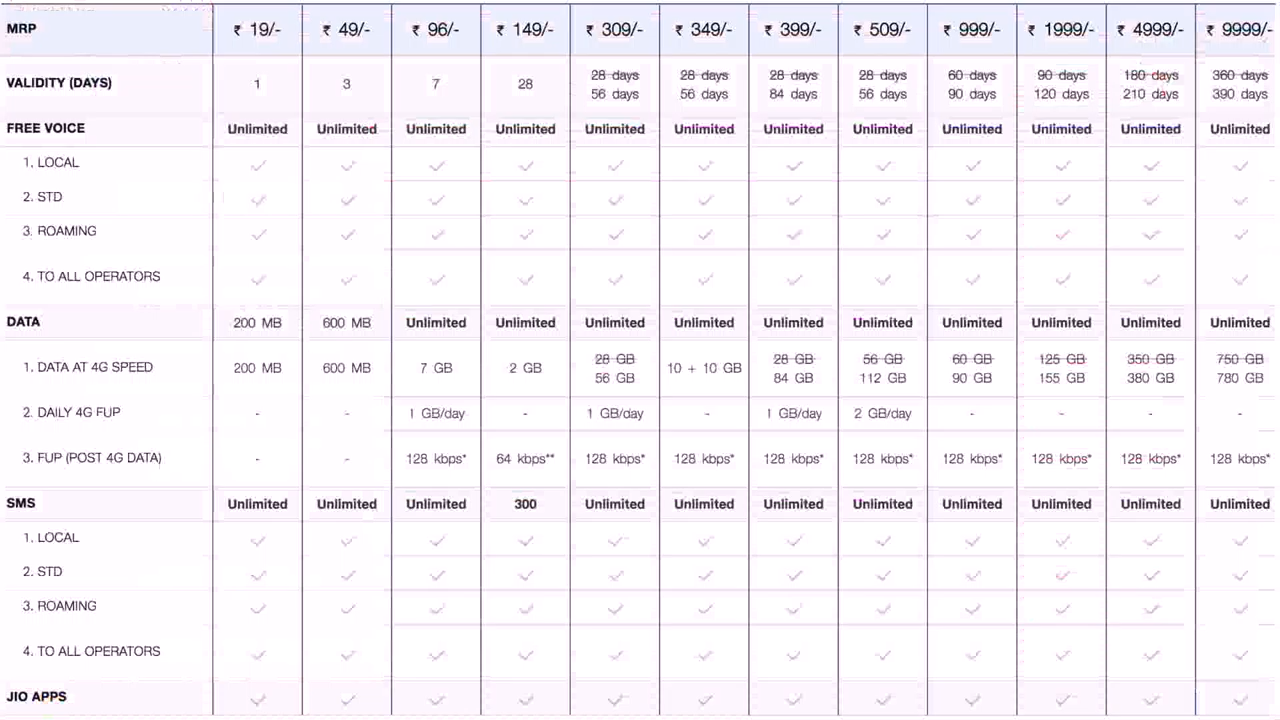 MRP ₹ 19/- ₹ 49/- ₹ 96/- ₹ 149/- ₹ 309/- ₹ 349/- ₹ 399/- ₹ 509/- ₹ 999/- ₹ 1999/- ₹ 4999/- ₹ 9999/-
28 days 28 days 28 days 28 days 60 days 90 days 180 days 360 days
VALIDITY (DAYS) 1 3 7 28
56 days 56 days 84 days 56 days 90 days 120 days 210 days 390 days
FREE VOICE Unlimited Unlimited Unlimited Unlimited Unlimited Unlimited Unlimited Unlimited Unlimited Unlimited Unlimited Unlimited
1. LOCAL
2. STD
3. ROAMING
4. TO ALL OPERATORS
DATA 200 MB 600 MB Unlimited Unlimited Unlimited Unlimited Unlimited Unlimited Unlimited Unlimited Unlimited Unlimited
28 GB 28 GB 56 GB 60 GB 125 GB 350 GB 750 GB
1. DATA AT 4G SPEED 200 MB 600 MB 7 GB 2 GB 10 + 10 GB
56 GB 84 GB 112 GB 90 GB 155 GB 380 GB 780 GB
2. DAILY 4G FUP - - 1 GB/day - 1 GB/day - 1 GB/day 2 GB/day - - - -
3. FUP (POST 4G DATA) - - 128 kbps* 64 kbps** 128 kbps* 128 kbps* 128 kbps* 128 kbps* 128 kbps* 128 kbps* 128 kbps* 128 kbps*
SMS Unlimited Unlimited Unlimited 300 Unlimited Unlimited Unlimited Unlimited Unlimited Unlimited Unlimited Unlimited
1. LOCAL
2. STD
3. ROAMING
4. TO ALL OPERATORS
JIO APPS